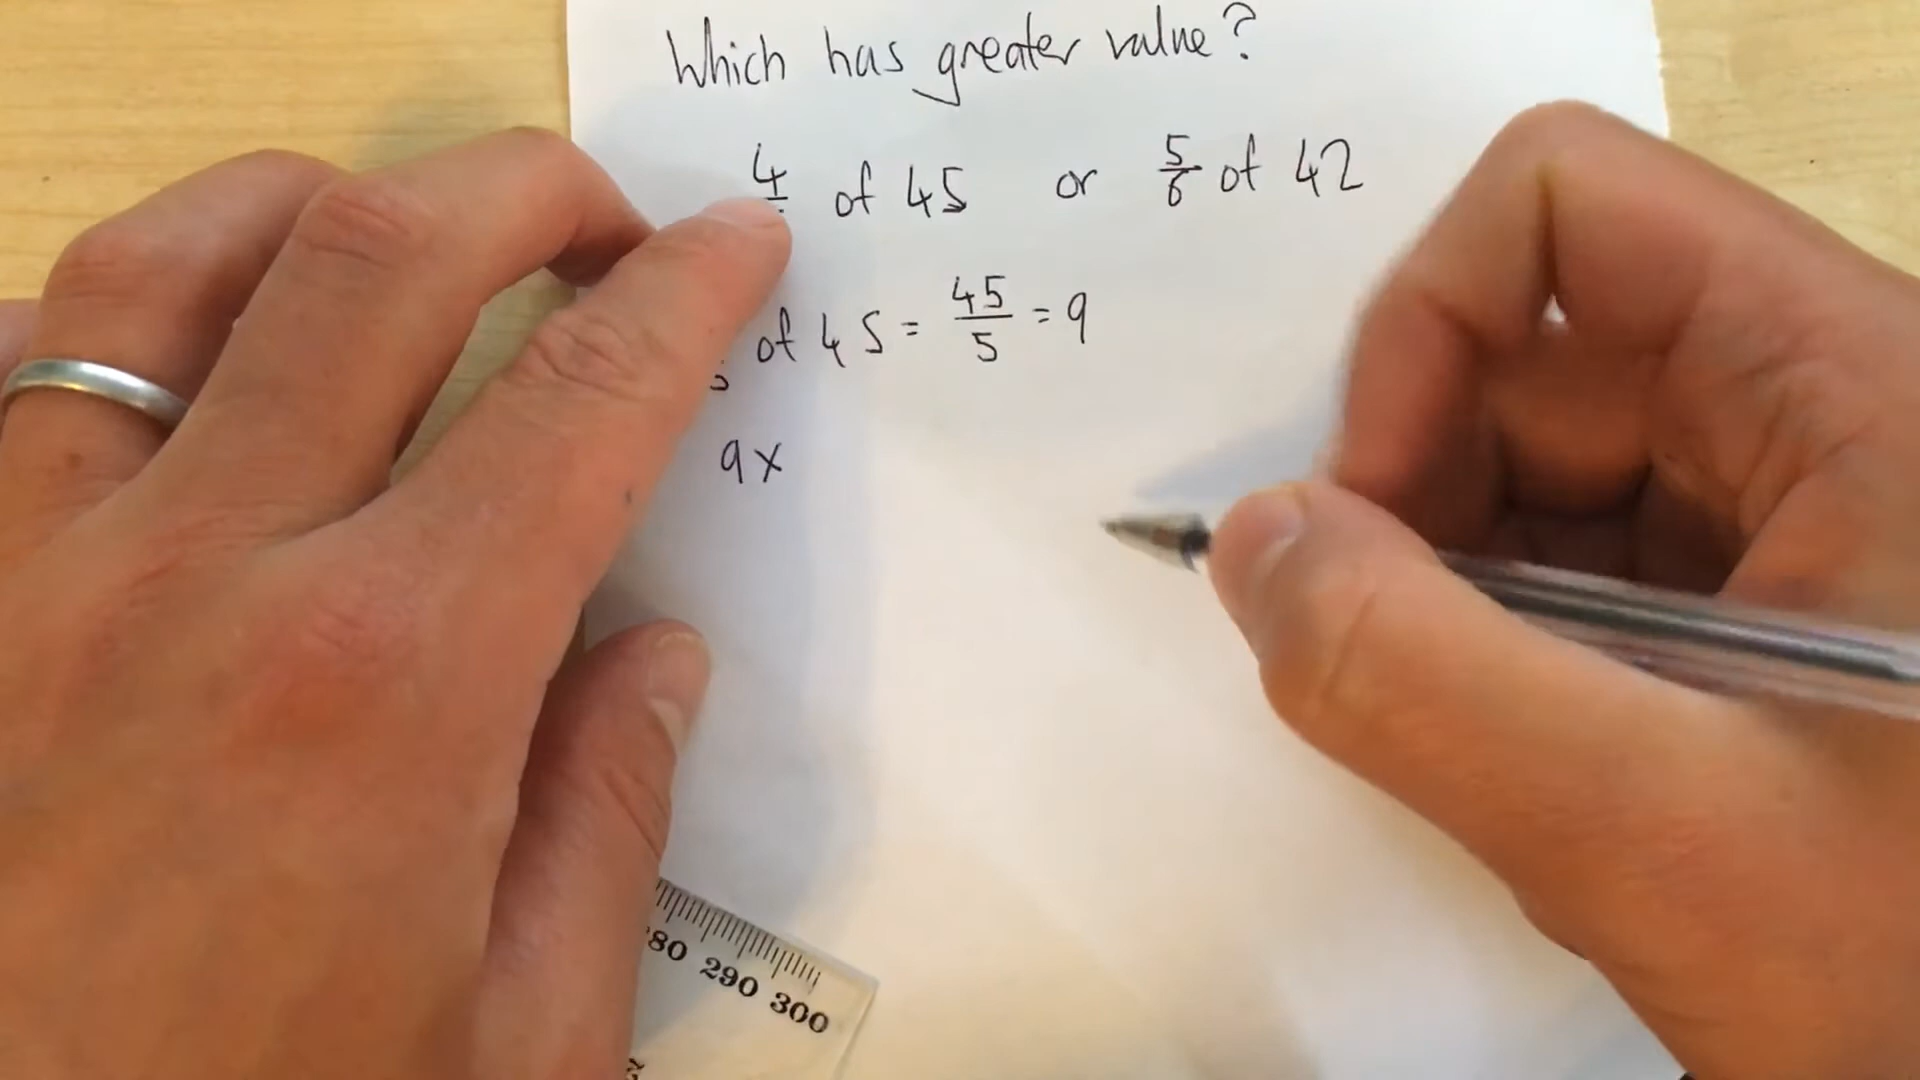 Which has greater value?
4/ of 45 or 5/6 of 42
of 45 = 45/5 = 9
9x
80 290 300